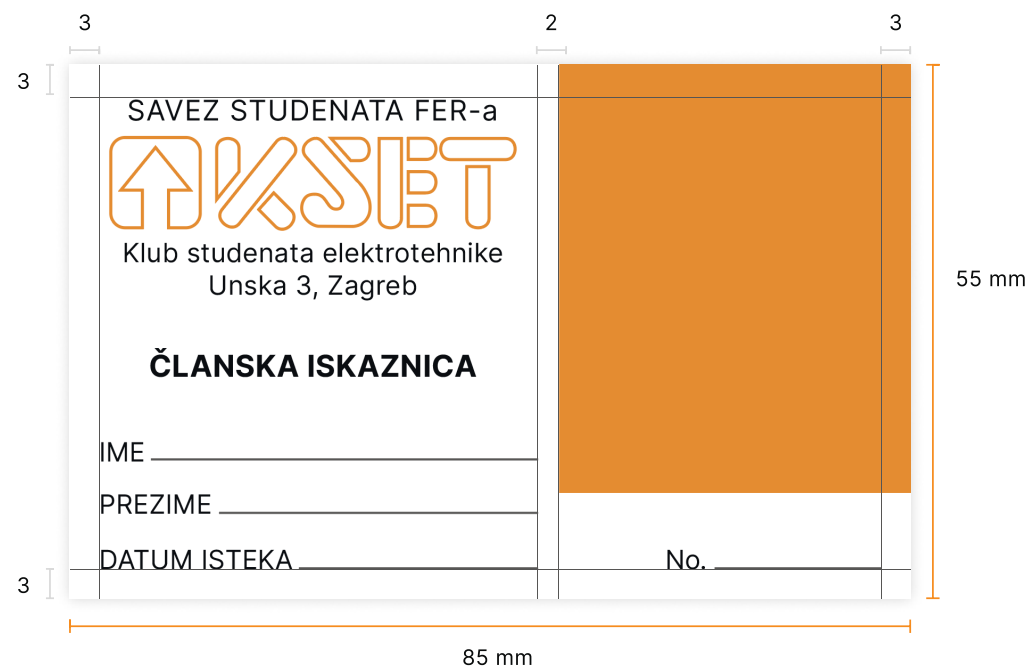 3
2
3
3
SAVEZ STUDENATA FER-a
KSET
Klub studenata elektrotehnike
Unska 3, Zagreb
55 mm
ČLANSKA ISKAZNICA
IME
PREZIME
DATUM ISTEKA
No.
3
85 mm